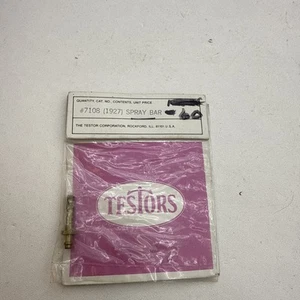 QUANTITY, CAT. NO., CONTENTS, UNIT PRICE
#7108 (1927) SPRAY BAR
THE TESTOR CORPORATION, ROCKFORD, ILL. 61101 U.S.A.
TESTORS